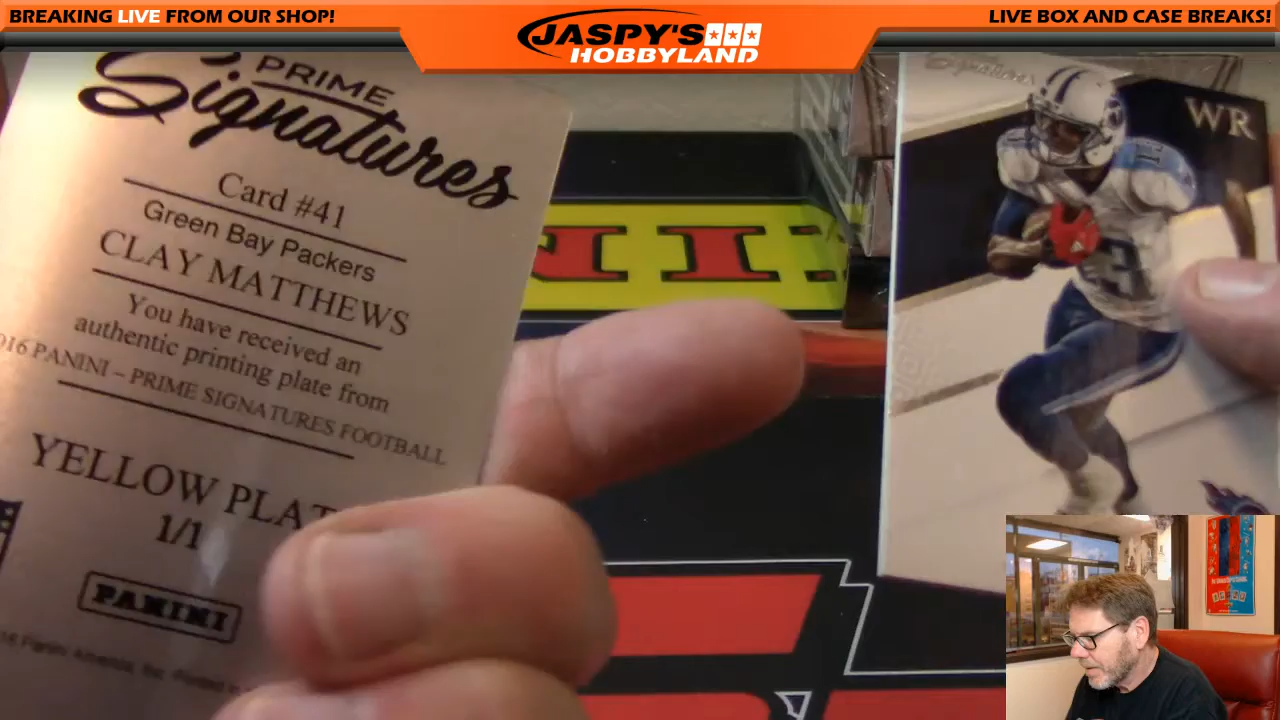 BREAKING LIVE FROM OUR SHOP!
JASPY'S
HOBBYLAND
LIVE BOX AND CASE BREAKS!
PRIME
Signatures
Card #41
Green Bay Packers
CLAY MATTHEWS
You have received an
authentic printing plate from
PANINI – PRIME SIGNATURES FOOTBALL
YELLOW
1/1
PANINI
Signatures
WR